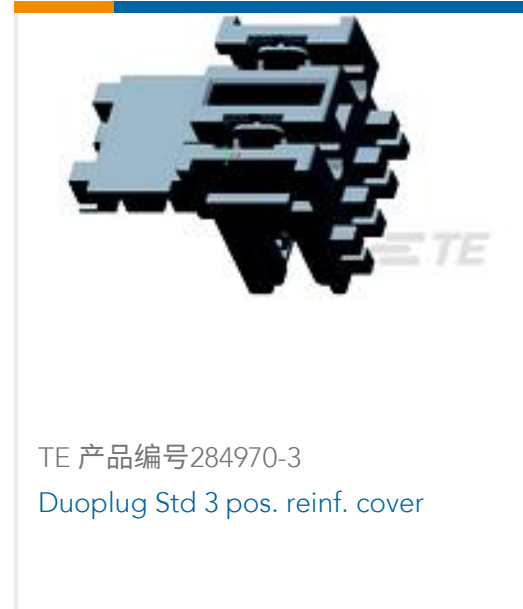 TE
TE 产品编号284970-3
Duoplug Std 3 pos. reinf. cover